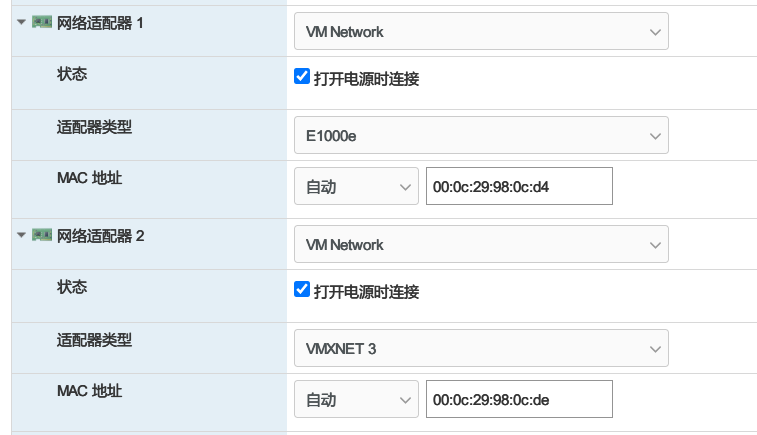 网络适配器 1
VM Network
状态
打开电源时连接
适配器类型
E1000e
MAC 地址
自动
00:0c:29:98:0c:d4
网络适配器 2
VM Network
状态
打开电源时连接
适配器类型
VMXNET 3
MAC 地址
自动
00:0c:29:98:0c:de